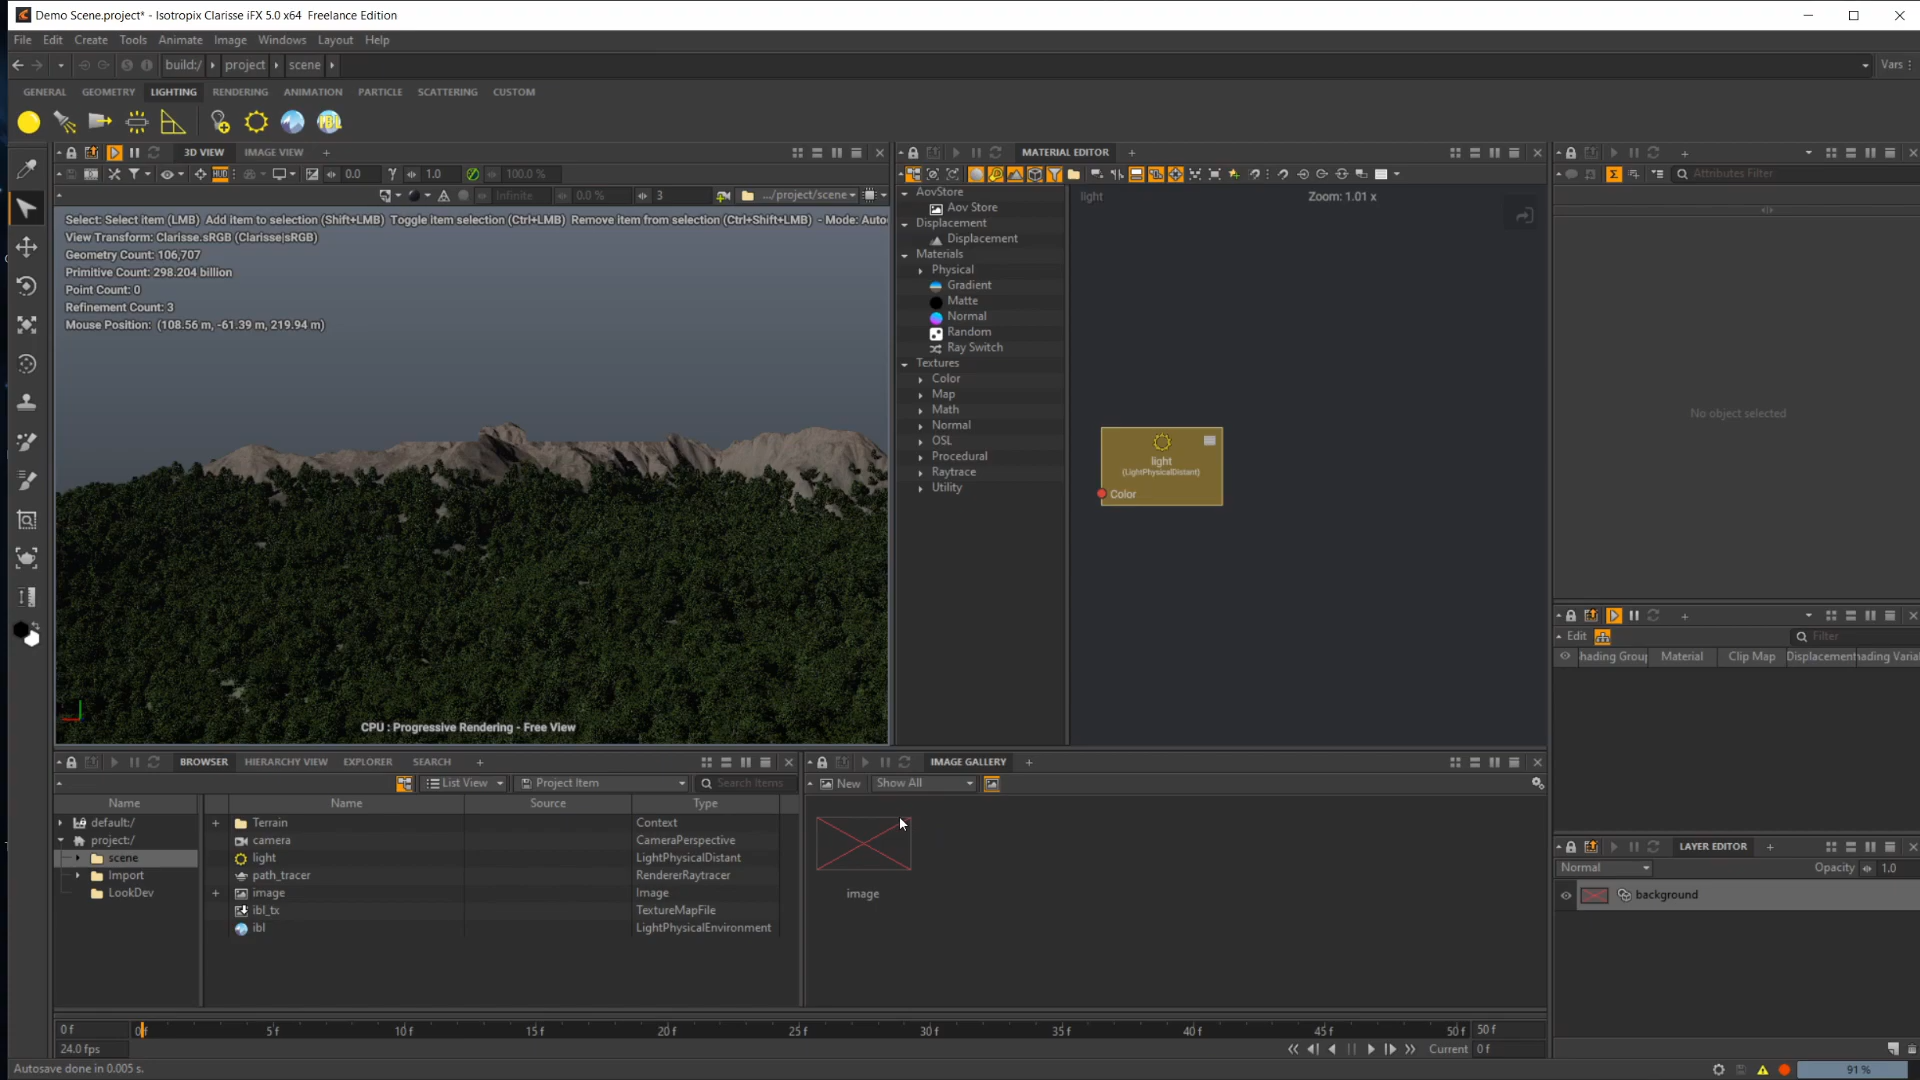 Demo Scene.project* - Isotropix Clarisse iFX 5.0 x64  Freelance Edition
File Edit Create Tools Animate Image Windows Layout Help
build:/ project scene Vars
GENERAL GEOMETRY LIGHTING RENDERING ANIMATION PARTICLE SCATTERING CUSTOM
3D VIEW IMAGE VIEW
HUD 0.0 γ 1.0 100.0 %
Infinite 0.0 % 3 .../project/scene
Select: Select item (LMB)  Add item to selection (Shift+LMB)  Toggle item selection (Ctrl+LMB)  Remove item from selection (Ctrl+Shift+LMB)  - Mode: Auto
View Transform: Clarisse.sRGB (Clarisse|sRGB)
Geometry Count: 106,707
Primitive Count: 298.204 billion
Point Count: 0
Refinement Count: 3
Mouse Position:  (108.56 m, -61.39 m, 219.94 m)
CPU : Progressive Rendering - Free View
MATERIAL EDITOR
AovStore
Aov Store
Displacement
Displacement
Materials
Physical
Gradient
Matte
Normal
Random
Ray Switch
Textures
Color
Map
Math
Normal
OSL
Procedural
Raytrace
Utility
light
Zoom: 1.01 x
light
(LightPhysicalDistant)
Color
Attributes Filter
No object selected
Edit Filter
hading Group Material Clip Map Displacement hading Varial
LAYER EDITOR
Normal Opacity 1.0
background
BROWSER HIERARCHY VIEW EXPLORER SEARCH
List View Project Item Search Items
Name Name Source Type
default:/
project:/
scene
Import
LookDev
Terrain Context
camera CameraPerspective
light LightPhysicalDistant
path_tracer RendererRaytracer
image Image
ibl_tx TextureMapFile
ibl LightPhysicalEnvironment
IMAGE GALLERY
New Show All
image
0 f 0f 5 f 10 f 15 f 20 f 25 f 30 f 35 f 40 f 45 f 50 f 50 f
24.0 fps Current 0 f
Autosave done in 0.005 s. 91 %